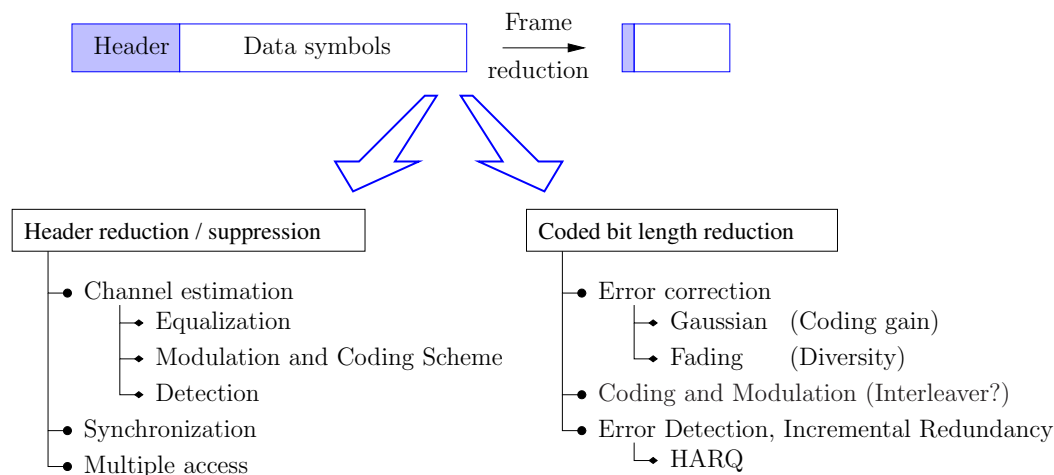 Header
Data symbols
Frame
reduction
Header reduction / suppression
Channel estimation
Equalization
Modulation and Coding Scheme
Detection
Synchronization
Multiple access
Coded bit length reduction
Error correction
Gaussian (Coding gain)
Fading (Diversity)
Coding and Modulation (Interleaver?)
Error Detection, Incremental Redundancy
HARQ